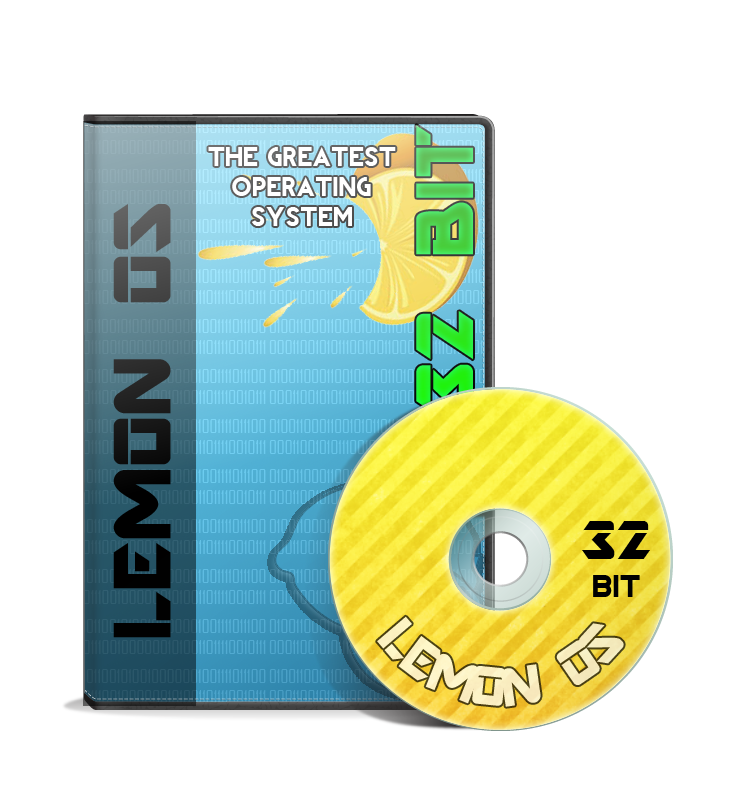 LEMON OS
THE GREATEST
OPERATING
SYSTEM
32 BIT
32
BIT
LEMON OS